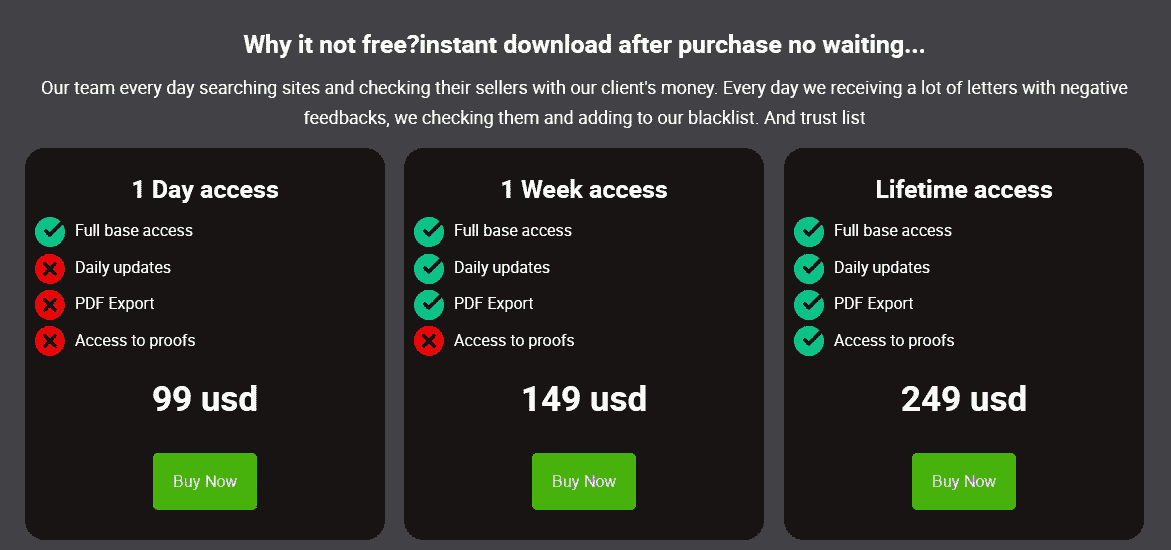 Why it not free?instant download after purchase no waiting...
Our team every day searching sites and checking their sellers with our client's money. Every day we receiving a lot of letters with negative
feedbacks, we checking them and adding to our blacklist. And trust list
1 Day access
Full base access
Daily updates
PDF Export
Access to proofs
99 usd
Buy Now
1 Week access
Full base access
Daily updates
PDF Export
Access to proofs
149 usd
Buy Now
Lifetime access
Full base access
Daily updates
PDF Export
Access to proofs
249 usd
Buy Now